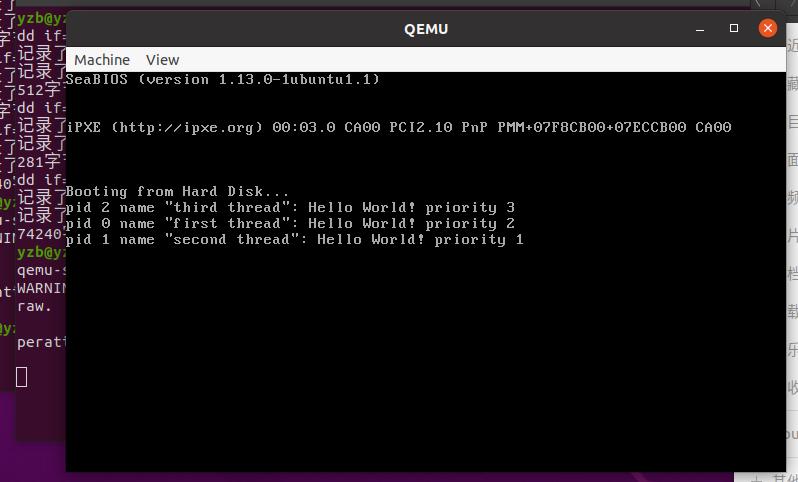 QEMU
Machine View
SeaBIOS (version 1.13.0-1ubuntu1.1)
iPXE (http://ipxe.org) 00:03.0 CA00 PCI2.10 PnP PMM+07F8CB00+07ECCB00 CA00
Booting from Hard Disk...
pid 2 name "third thread": Hello World! priority 3
pid 0 name "first thread": Hello World! priority 2
pid 1 name "second thread": Hello World! priority 1
yzb@yz
dd if=
记录了
记录了
512字
dd if=
记录了
记录了
281字
dd if=
记录了
记录了
74240
yzb@yz
qemu-s
WARNIN
raw.
perat